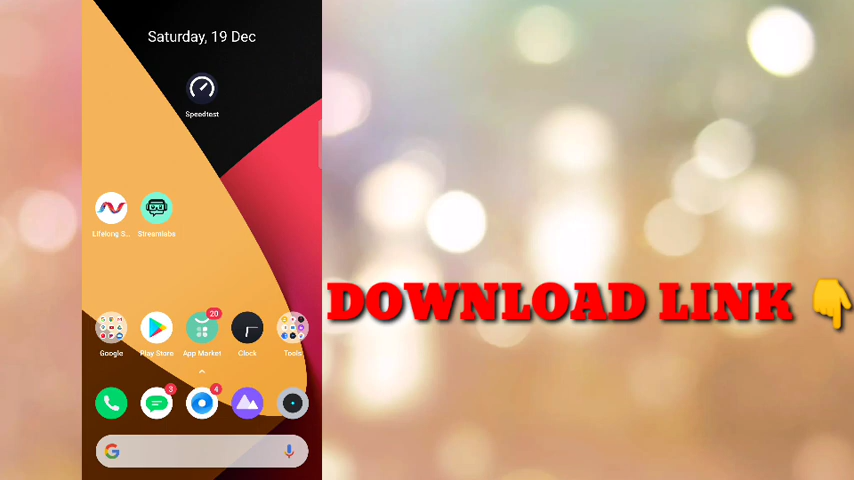 Saturday, 19 Dec
Speedtest
Lifelong S...
Streamlabs
20
Google
Play Store
App Market
Clock
Tools
3
4
DOWNLOAD LINK 👇